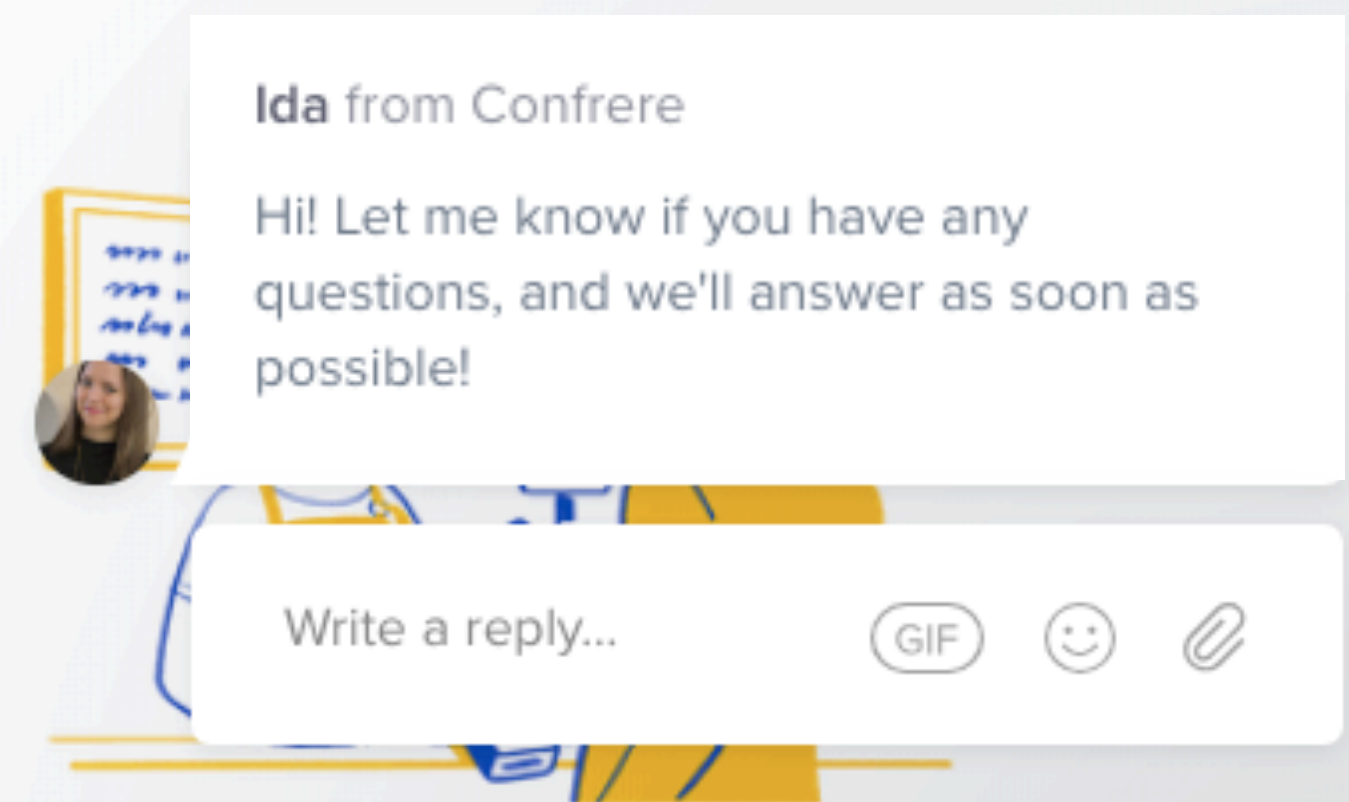 Ida from Confrere
Hi! Let me know if you have any
questions, and we'll answer as soon as
possible!
Write a reply...
GIF